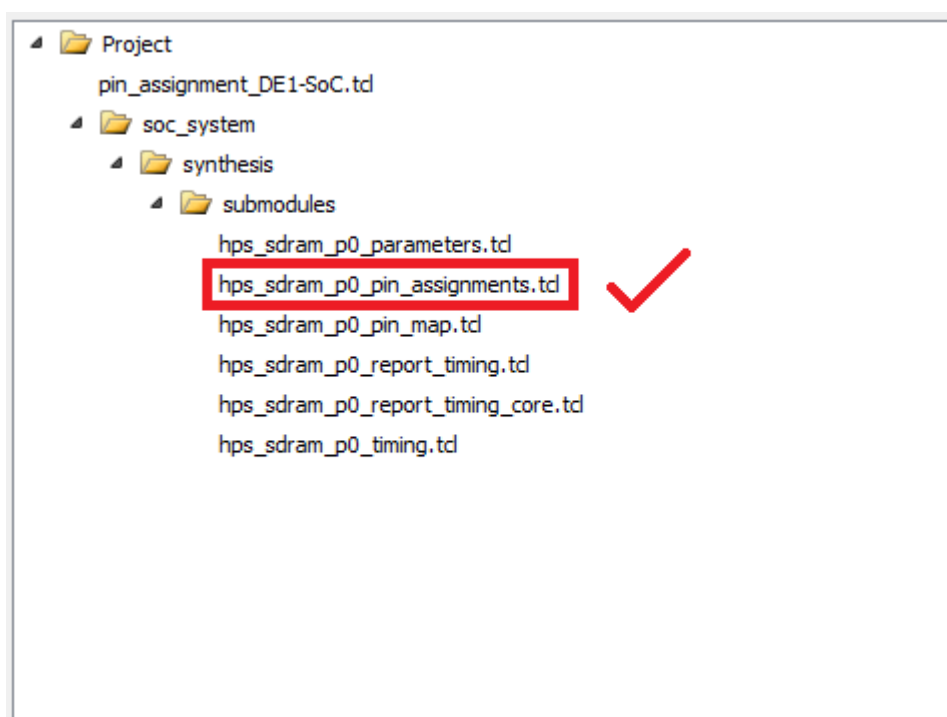 Project
pin_assignment_DE1-SoC.tcl
soc_system
synthesis
submodules
hps_sdram_p0_parameters.tcl
hps_sdram_p0_pin_assignments.tcl
hps_sdram_p0_pin_map.tcl
hps_sdram_p0_report_timing.tcl
hps_sdram_p0_report_timing_core.tcl
hps_sdram_p0_timing.tcl